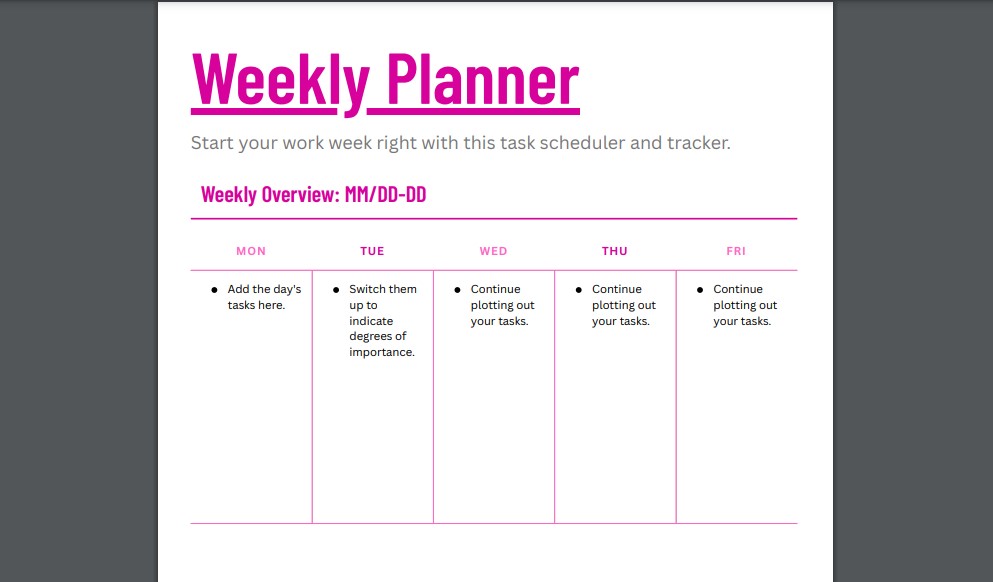 Weekly Planner
Start your work week right with this task scheduler and tracker.
Weekly Overview: MM/DD-DD
MON
TUE
WED
THU
FRI
● Add the day's
tasks here.
● Switch them
up to
indicate
degrees of
importance.
● Continue
plotting out
your tasks.
● Continue
plotting out
your tasks.
● Continue
plotting out
your tasks.